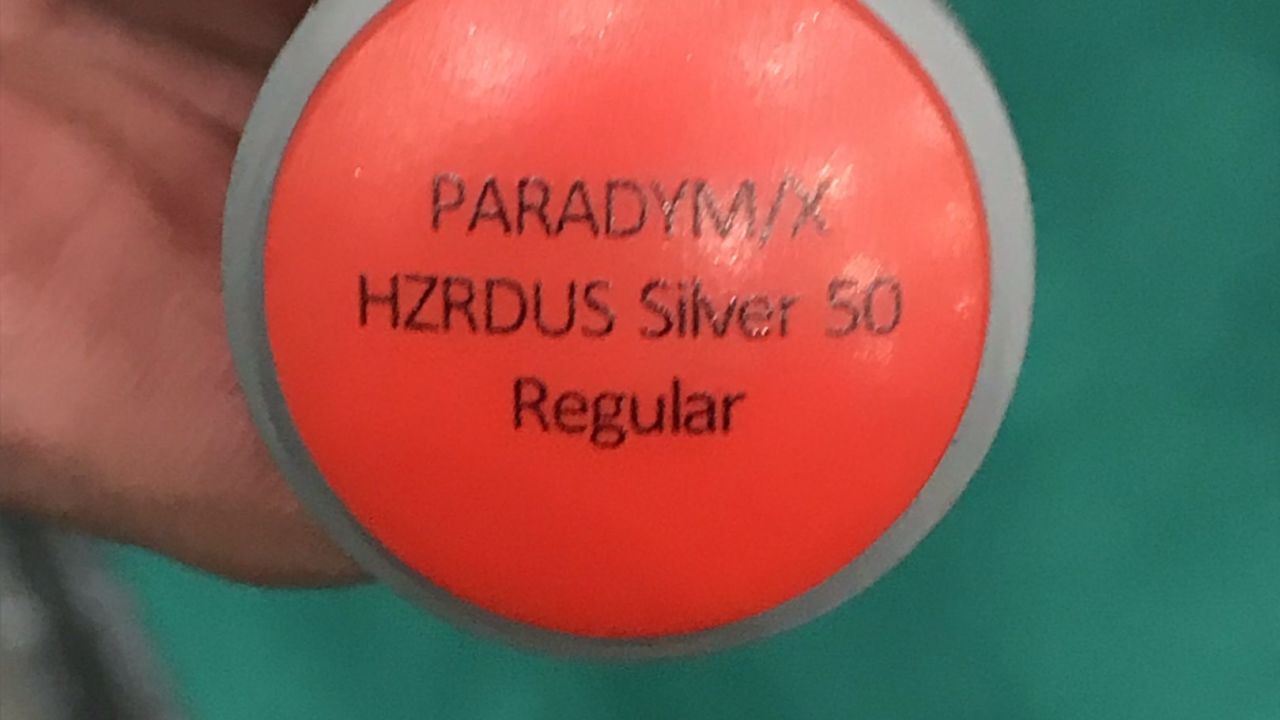 PARADYM/X
HZRDUS Silver 50
Regular